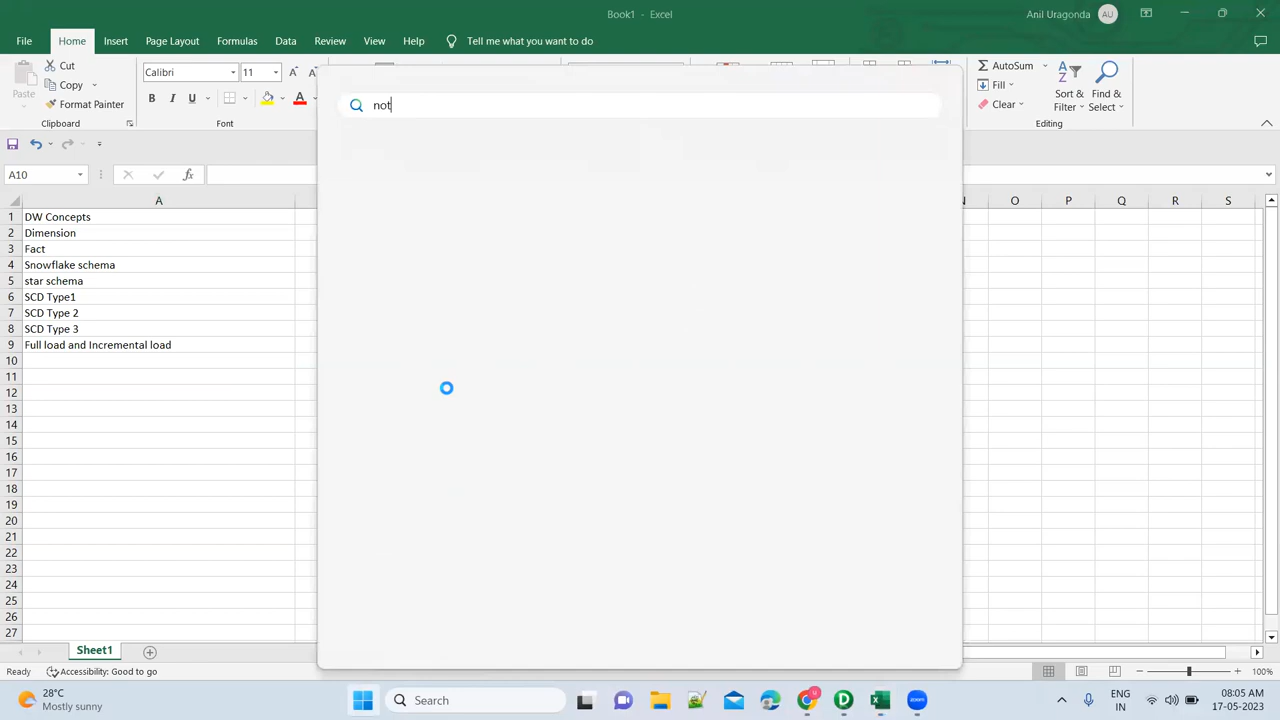 Book1 - Excel
Anil Uragonda AU
File Home Insert Page Layout Formulas Data Review View Help Tell me what you want to do
Paste
Cut
Copy
Format Painter
Clipboard
Calibri 11
B I U
Font
AutoSum
Fill
Clear
Sort & Filter
Find & Select
Editing
not
A10
fx
A N O P Q R S
1 DW Concepts
2 Dimension
3 Fact
4 Snowflake schema
5 star schema
6 SCD Type1
7 SCD Type 2
8 SCD Type 3
9 Full load and Incremental load
10
11
12
13
14
15
16
17
18
19
20
21
22
23
24
25
26
27
Sheet1
Ready Accessibility: Good to go 100%
28°C
Mostly sunny
Search
zoom
ENG
IN
08:05 AM
17-05-2023